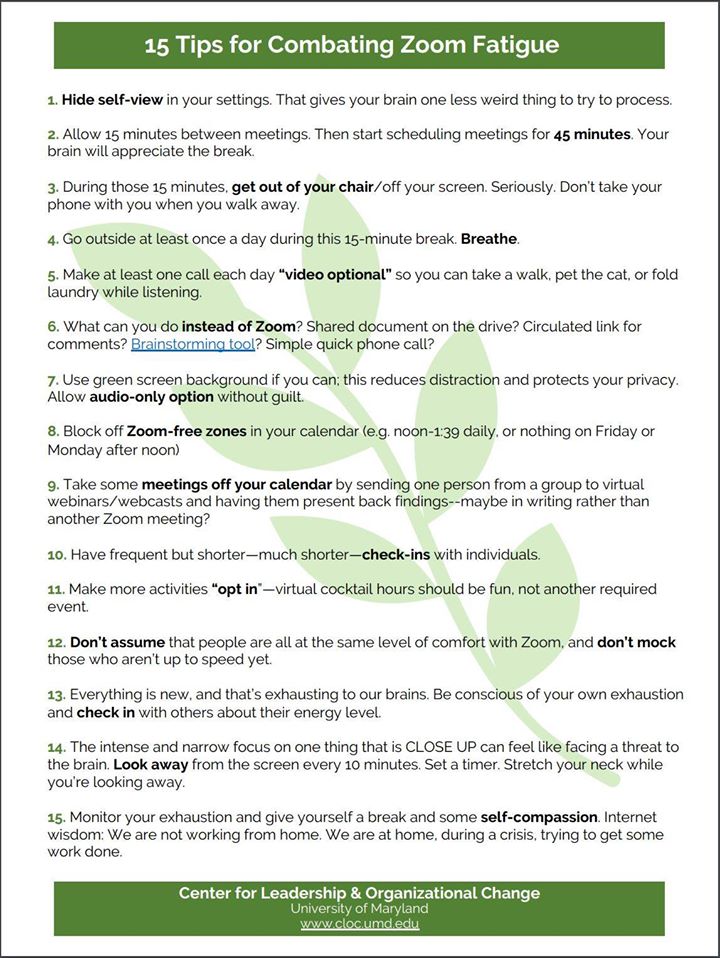 15 Tips for Combating Zoom Fatigue
1. Hide self-view in your settings. That gives your brain one less weird thing to try to process.
2. Allow 15 minutes between meetings. Then start scheduling meetings for 45 minutes. Your
brain will appreciate the break.
3. During those 15 minutes, get out of your chair/off your screen. Seriously. Don't take your
phone with you when you walk away.
4. Go outside at least once a day during this 15-minute break. Breathe.
5. Make at least one call each day "video optional" so you can take a walk, pet the cat, or fold
laundry while listening.
6. What can you do instead of Zoom? Shared document on the drive? Circulated link for
comments? Brainstorming tool? Simple quick phone call?
7. Use green screen background if you can; this reduces distraction and protects your privacy.
Allow audio-only option without guilt.
8. Block off Zoom-free zones in your calendar (e.g. noon-1:39 daily, or nothing on Friday or
Monday after noon)
9. Take some meetings off your calendar by sending one person from a group to virtual
webinars/webcasts and having them present back findings--maybe in writing rather than
another Zoom meeting?
10. Have frequent but shorter—much shorter—check-ins with individuals.
11. Make more activities "opt in"—virtual cocktail hours should be fun, not another required
event.
12. Don't assume that people are all at the same level of comfort with Zoom, and don't mock
those who aren't up to speed yet.
13. Everything is new, and that's exhausting to our brains. Be conscious of your own exhaustion
and check in with others about their energy level.
14. The intense and narrow focus on one thing that is CLOSE UP can feel like facing a threat to
the brain. Look away from the screen every 10 minutes. Set a timer. Stretch your neck while
you're looking away.
15. Monitor your exhaustion and give yourself a break and some self-compassion. Internet
wisdom: We are not working from home. We are at home, during a crisis, trying to get some
work done.
Center for Leadership & Organizational Change
University of Maryland
www.cloc.umd.edu